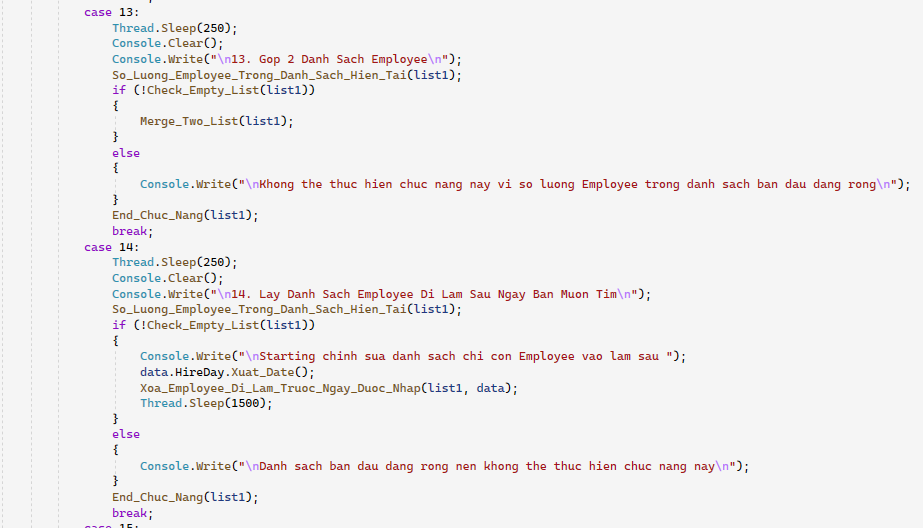 case 13:
Thread.Sleep(250);
Console.Clear();
Console.Write("\n13. Gop 2 Danh Sach Employee\n");
So_Luong_Employee_Trong_Danh_Sach_Hien_Tai(list1);
if (!Check_Empty_List(list1))
{
Merge_Two_List(list1);
}
else
{
Console.Write("\nKhong the thuc hien chuc nang nay vi so luong Employee trong danh sach ban dau dang rong\n");
}
End_Chuc_Nang(list1);
break;
case 14:
Thread.Sleep(250);
Console.Clear();
Console.Write("\n14. Lay Danh Sach Employee Di Lam Sau Ngay Ban Muon Tim\n");
So_Luong_Employee_Trong_Danh_Sach_Hien_Tai(list1);
if (!Check_Empty_List(list1))
{
Console.Write("\nStarting chinh sua danh sach chi con Employee vao lam sau ");
data.HireDay.Xuat_Date();
Xoa_Employee_Di_Lam_Truoc_Ngay_Duoc_Nhap(list1, data);
Thread.Sleep(1500);
}
else
{
Console.Write("\nDanh sach ban dau dang rong nen khong the thuc hien chuc nang nay\n");
}
End_Chuc_Nang(list1);
break;
case 15: